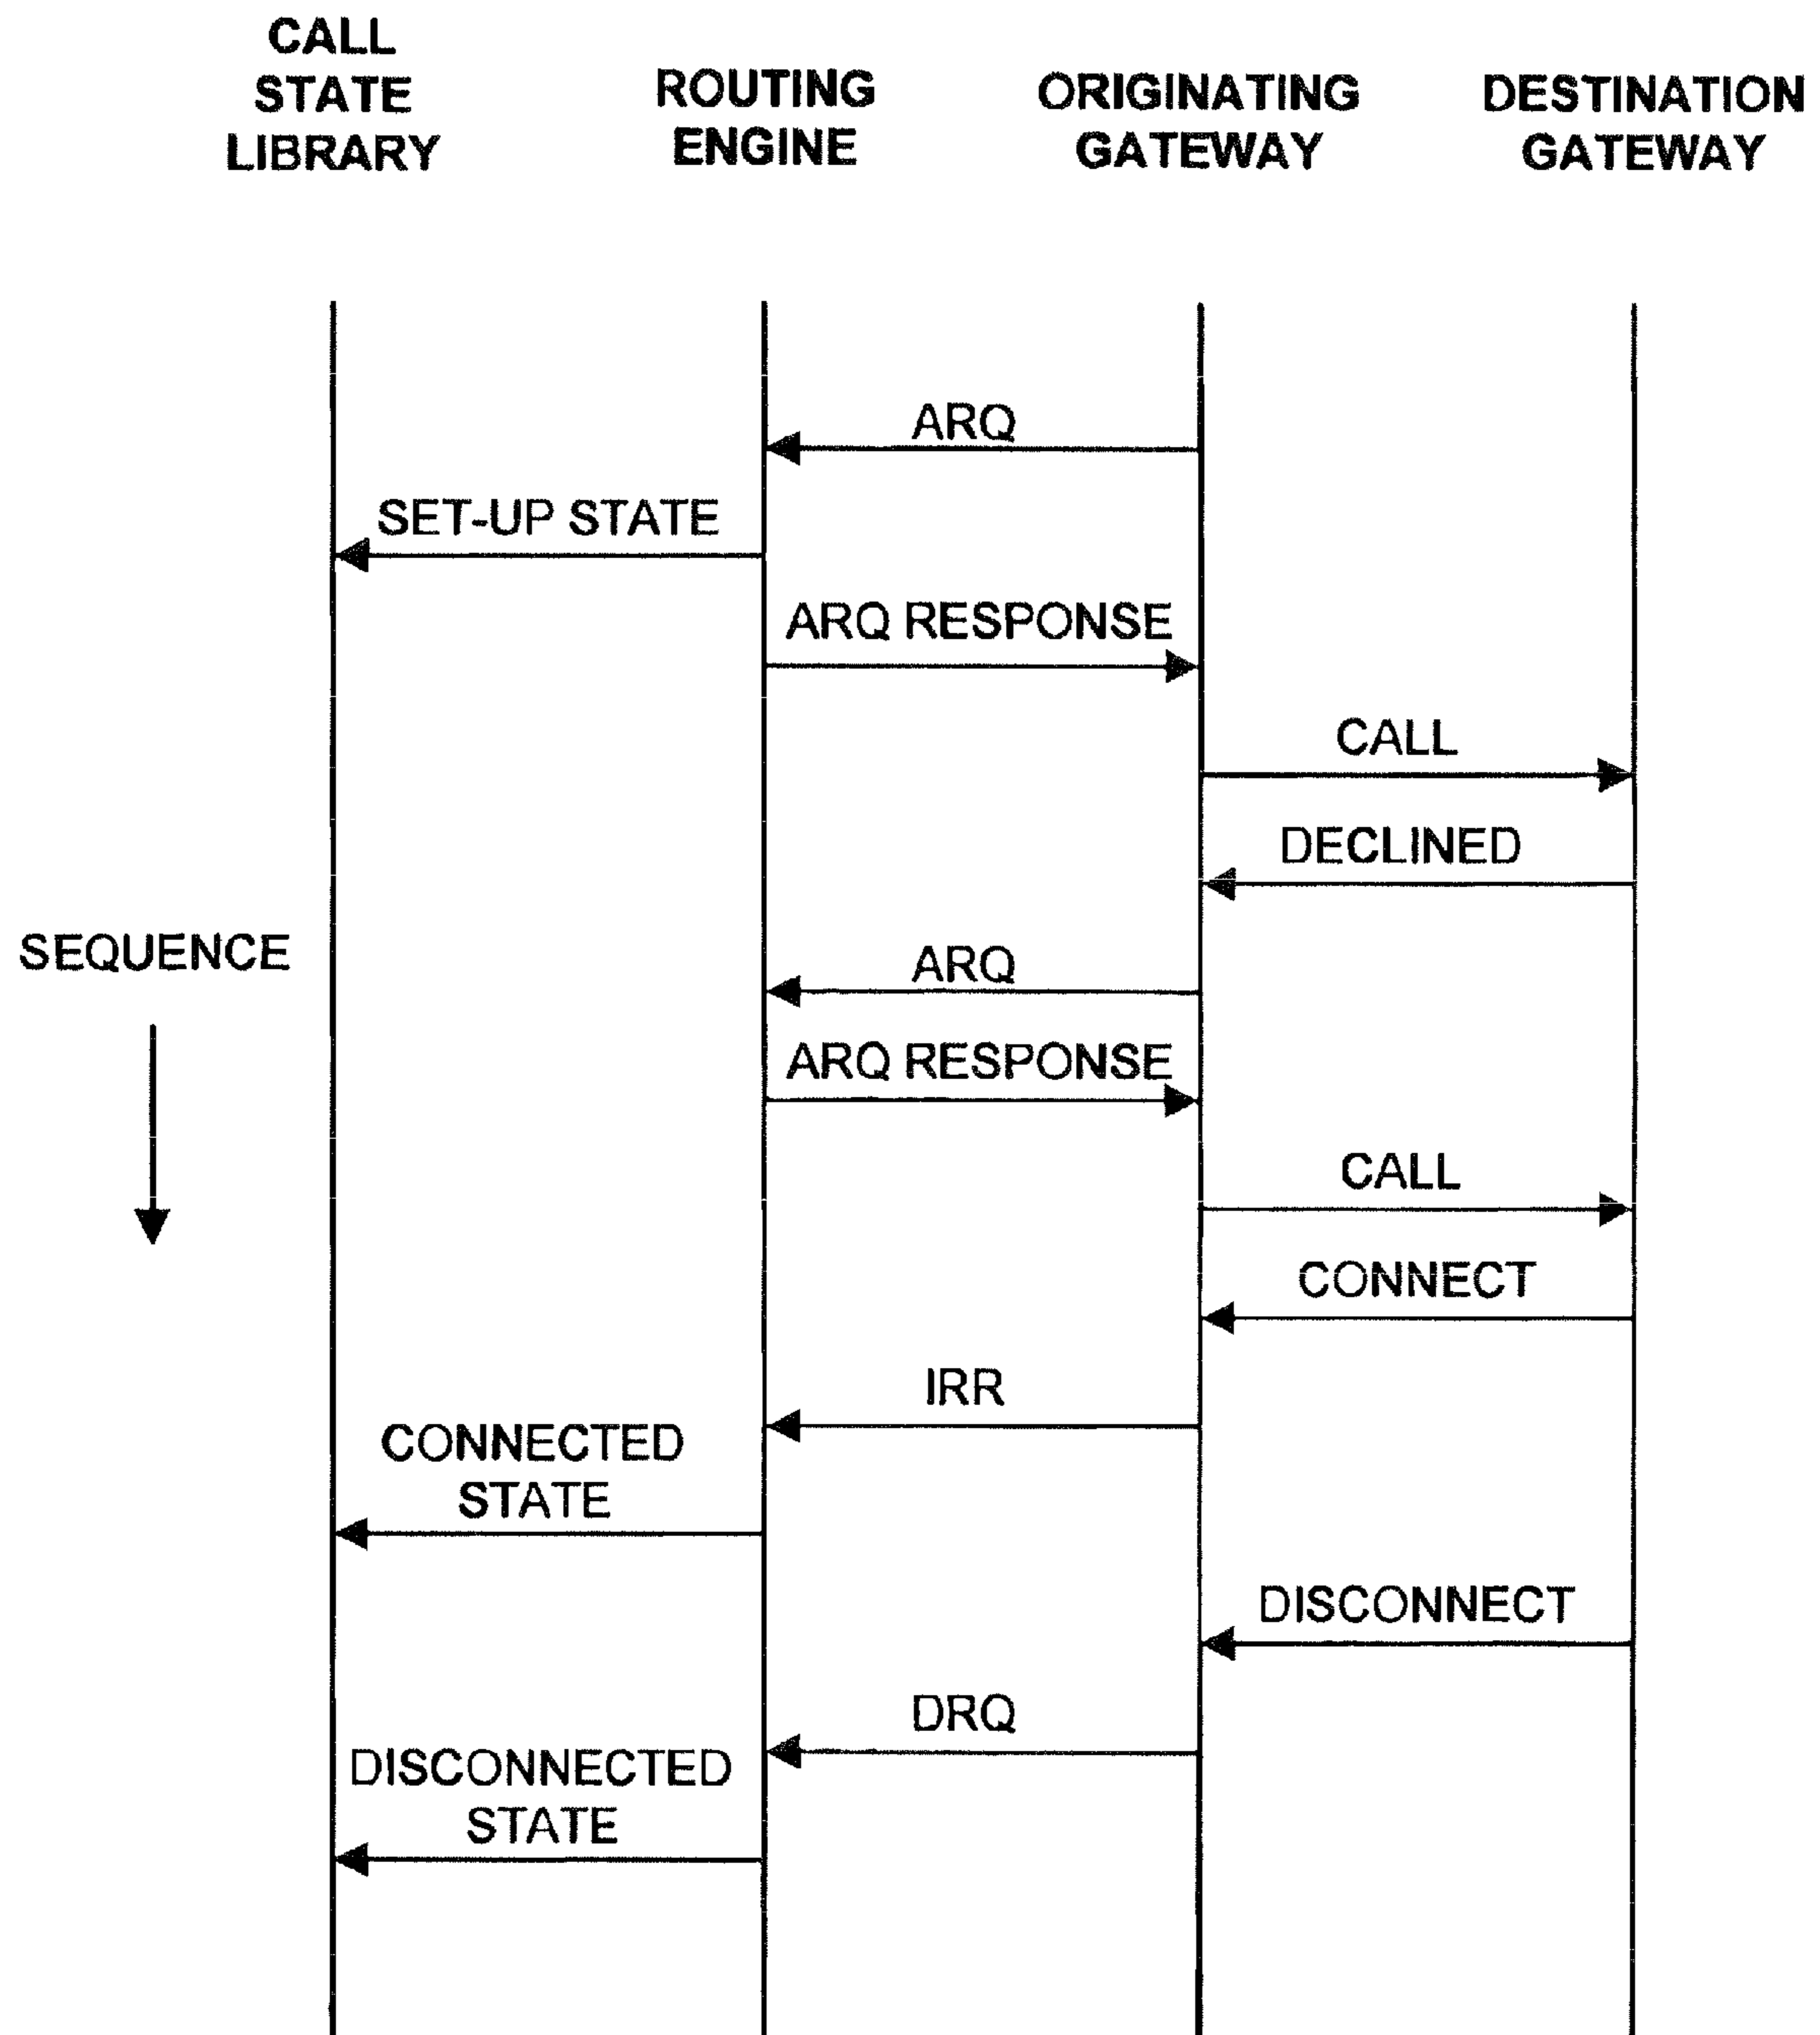 CALL
STATE
LIBRARY
ROUTING
ENGINE
ORIGINATING
GATEWAY
DESTINATION
GATEWAY
ARQ
SET-UP STATE
ARQ RESPONSE
CALL
DECLINED
SEQUENCE
ARQ
ARQ RESPONSE
CALL
CONNECT
IRR
CONNECTED
STATE
DISCONNECT
DRQ
DISCONNECTED
STATE